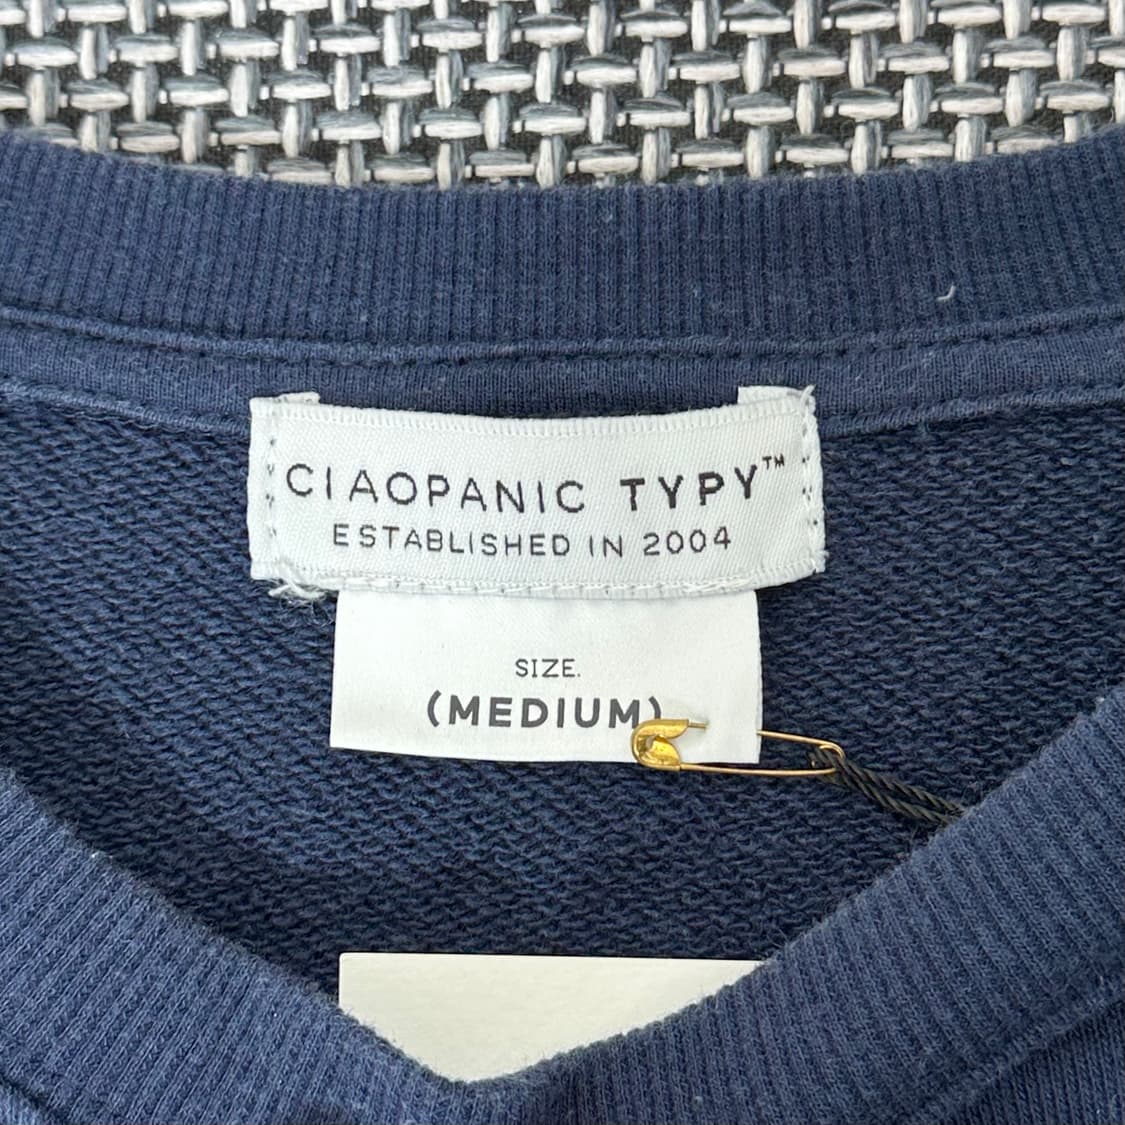 CIAOPANIC TYPY™
ESTABLISHED IN 2004
SIZE.
(MEDIUM)